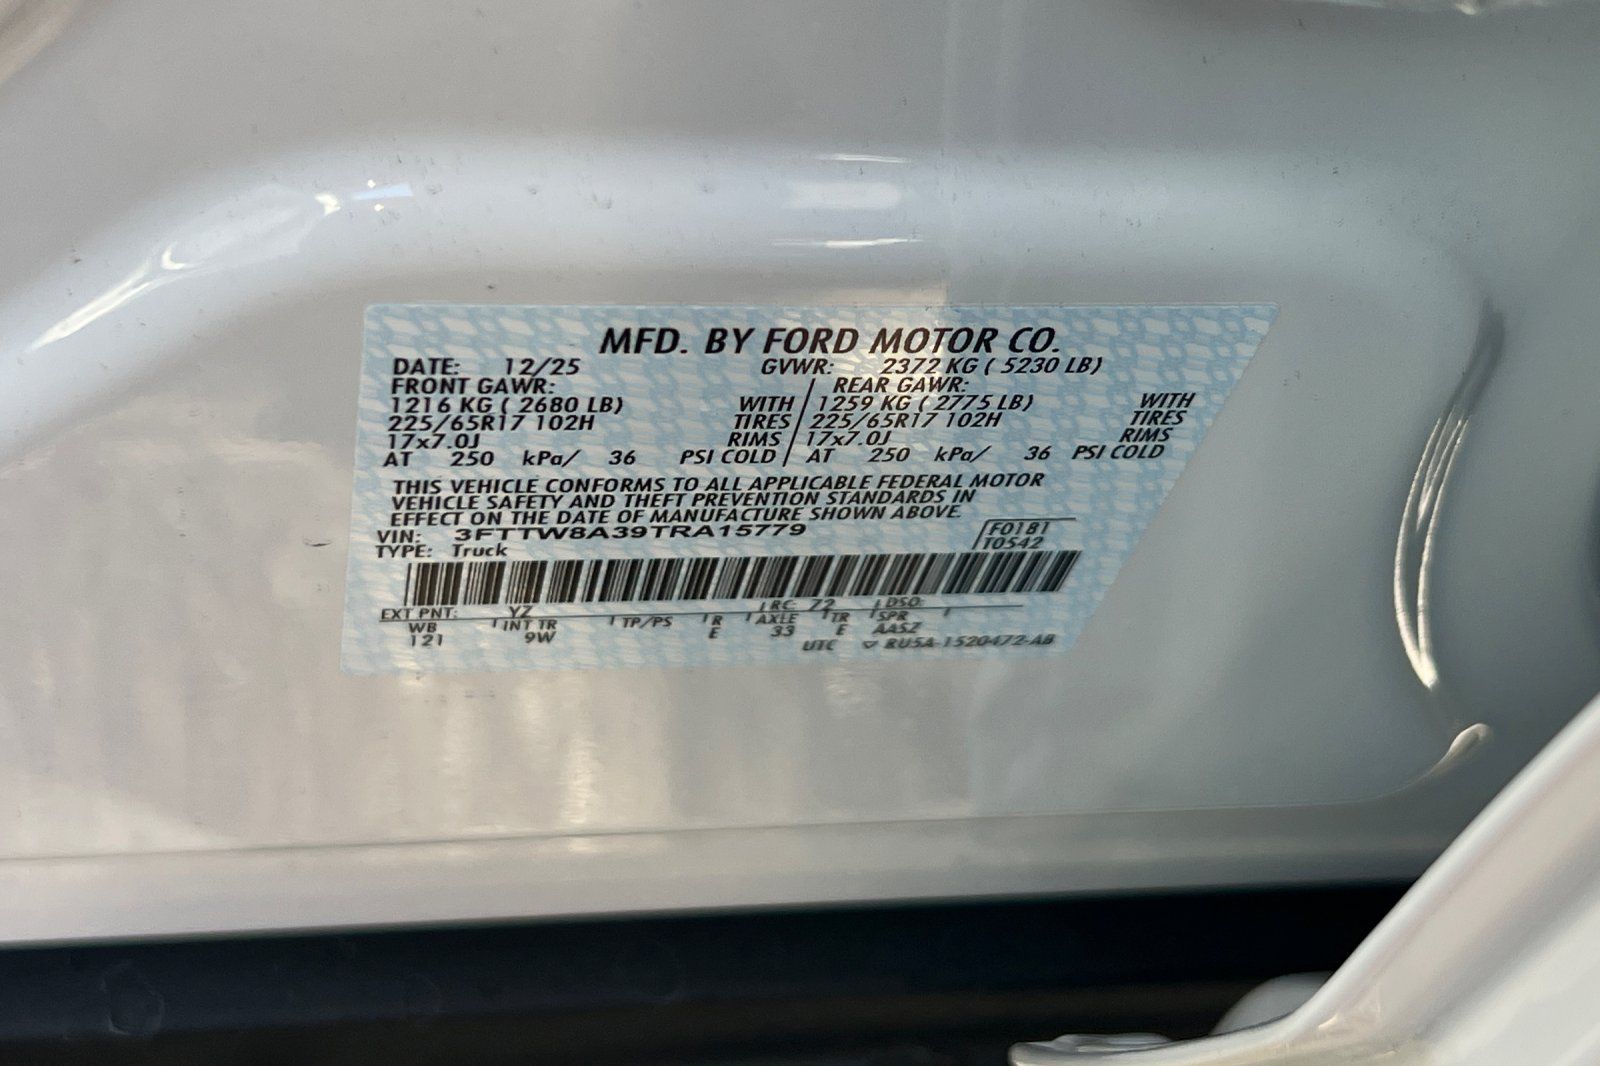 MFD. BY FORD MOTOR CO.
DATE: 12/25 GVWR: 2372 KG ( 5230 LB)
FRONT GAWR: / REAR GAWR:
1216 KG ( 2680 LB) WITH / 1259 KG ( 2775 LB) WITH
225/65R17 102H TIRES / 225/65R17 102H TIRES
17x7.0J RIMS / 17x7.0J RIMS
AT 250 kPa/ 36 PSI COLD / AT 250 kPa/ 36 PSI COLD
THIS VEHICLE CONFORMS TO ALL APPLICABLE FEDERAL MOTOR
VEHICLE SAFETY AND THEFT PREVENTION STANDARDS IN
EFFECT ON THE DATE OF MANUFACTURE SHOWN ABOVE.
VIN: 3FTTW8A39TRA15779 F0181
TYPE: Truck T0542
EXT PNT: YZ RC: 72 DSO:
WB INT TR TP/PS R AXLE TR SPR
121 9W E 33 E AASZ
UTC ▽ RU5A-1520472-AB